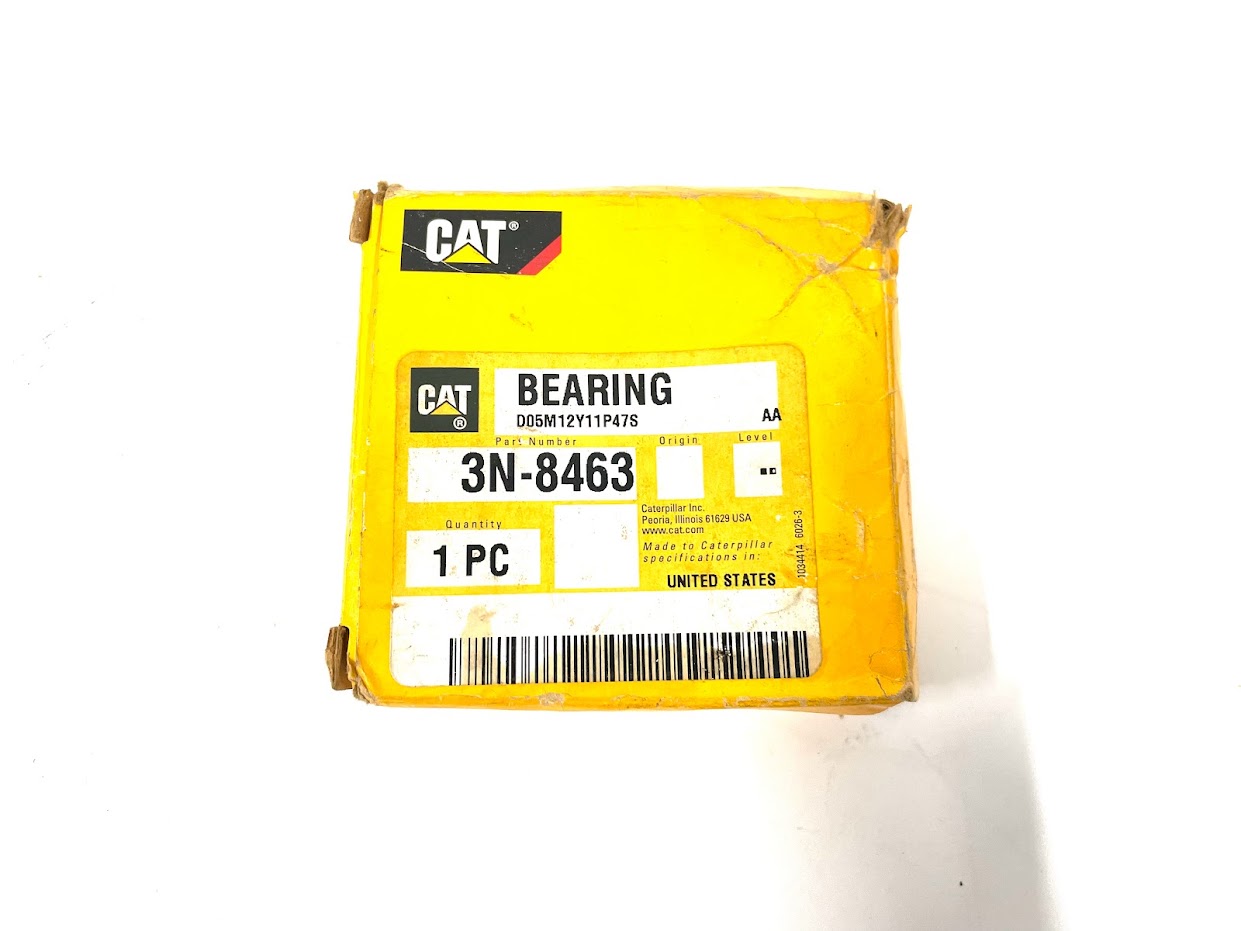 CAT®
CAT®
BEARING
D05M12Y11P47S
AA
Part Number
Origin
Level
3N-8463
Caterpillar Inc.
Peoria, Illinois 61629 USA
www.cat.com
Quantity
1 PC
Made to Caterpillar
specifications in:
UNITED STATES
1034414 6026-3